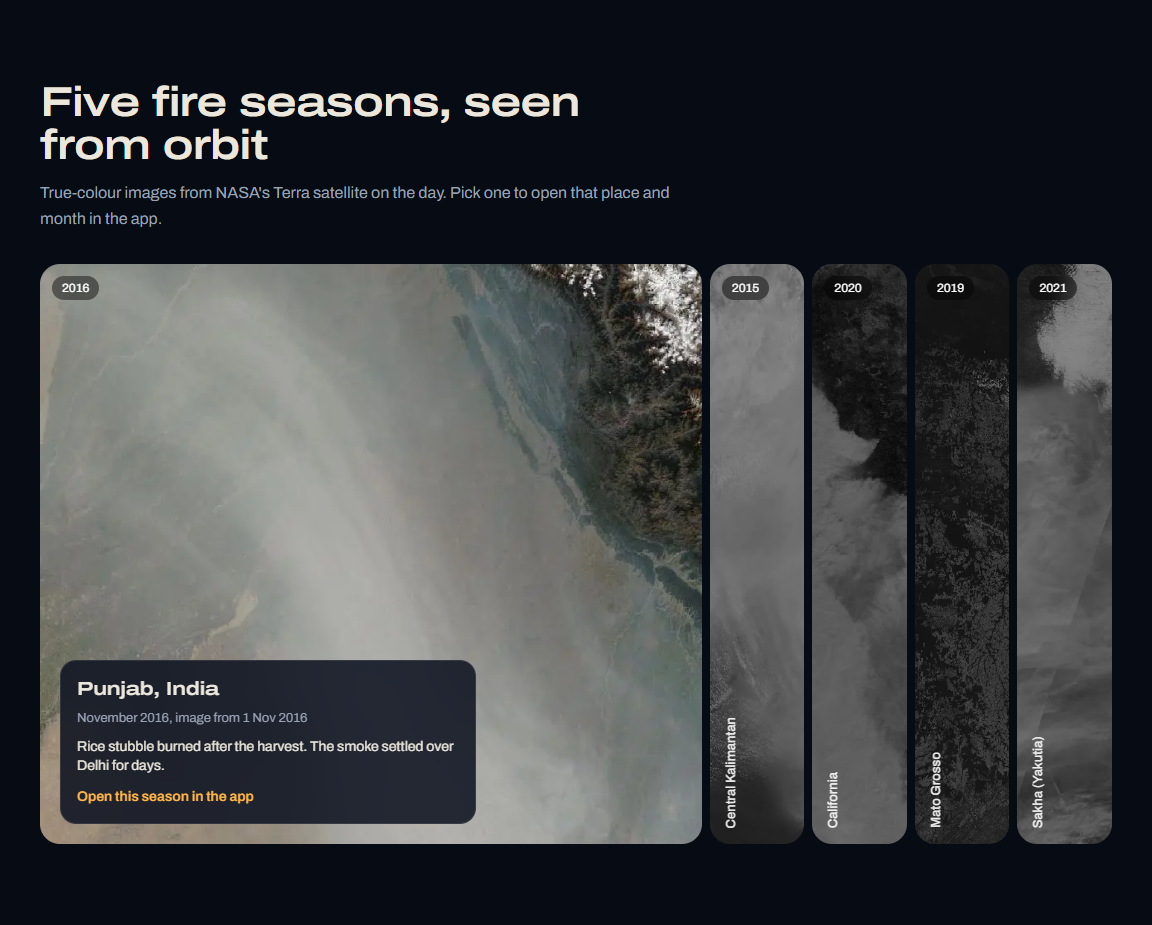 Five fire seasons, seen
from orbit
True-colour images from NASA's Terra satellite on the day. Pick one to open that place and
month in the app.
2016
Punjab, India
November 2016, image from 1 Nov 2016
Rice stubble burned after the harvest. The smoke settled over
Delhi for days.
Open this season in the app
2015
Central Kalimantan
2020
California
2019
Mato Grosso
2021
Sakha (Yakutia)